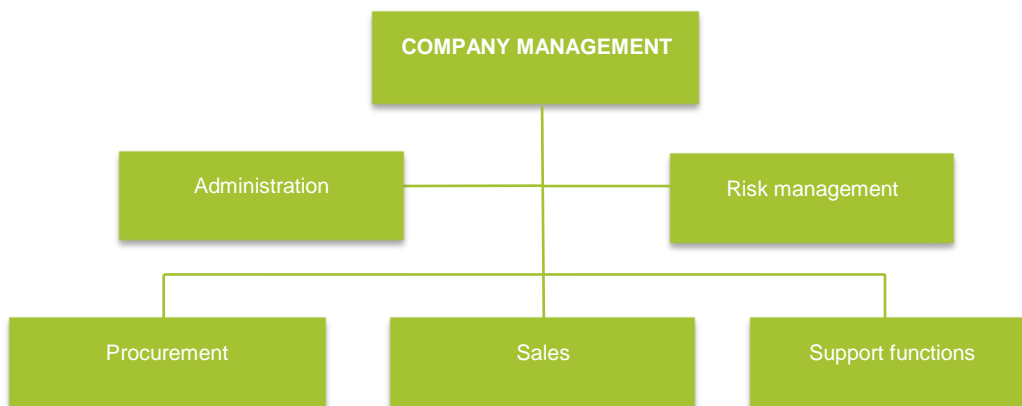 COMPANY MANAGEMENT
Administration
Risk management
Procurement
Sales
Support functions